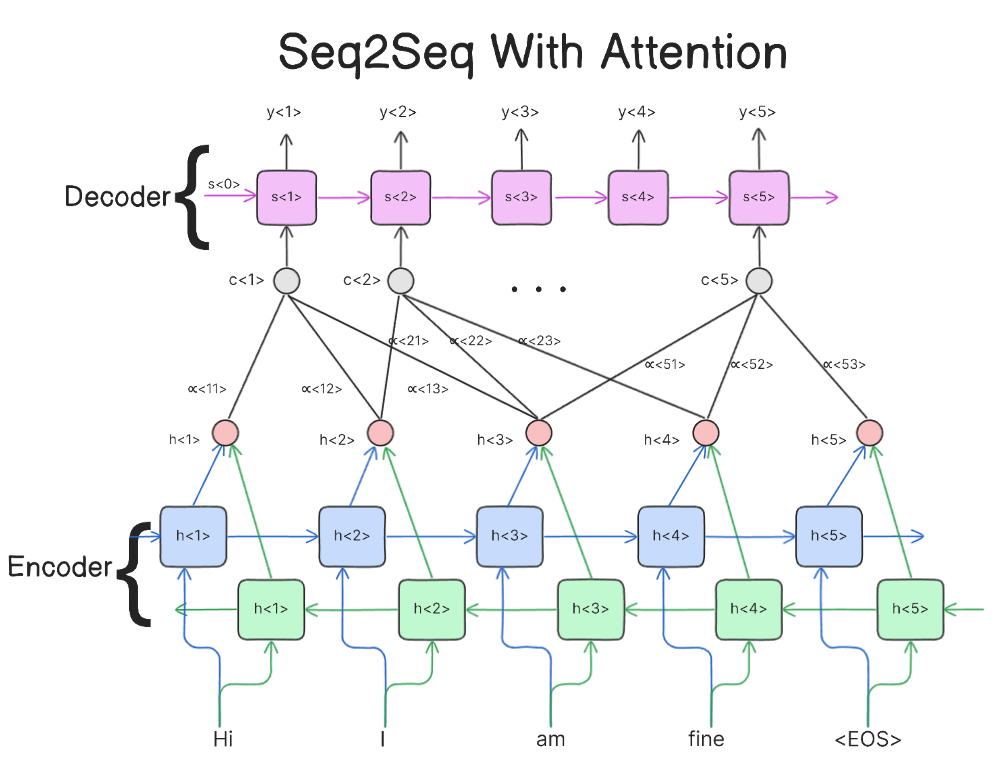 Seq2Seq With Attention
y<1> y<2> y<3> y<4> y<5>
Decoder
s<0> s<1> s<2> s<3> s<4> s<5>
c<1> c<2> . . . c<5>
∝<21> ∝<22> ∝<23>
∝<51> ∝<52> ∝<53>
∝<11> ∝<12> ∝<13>
h<1> h<2> h<3> h<4> h<5>
h<1> h<2> h<3> h<4> h<5>
Encoder
h<1> h<2> h<3> h<4> h<5>
Hi I am fine <EOS>